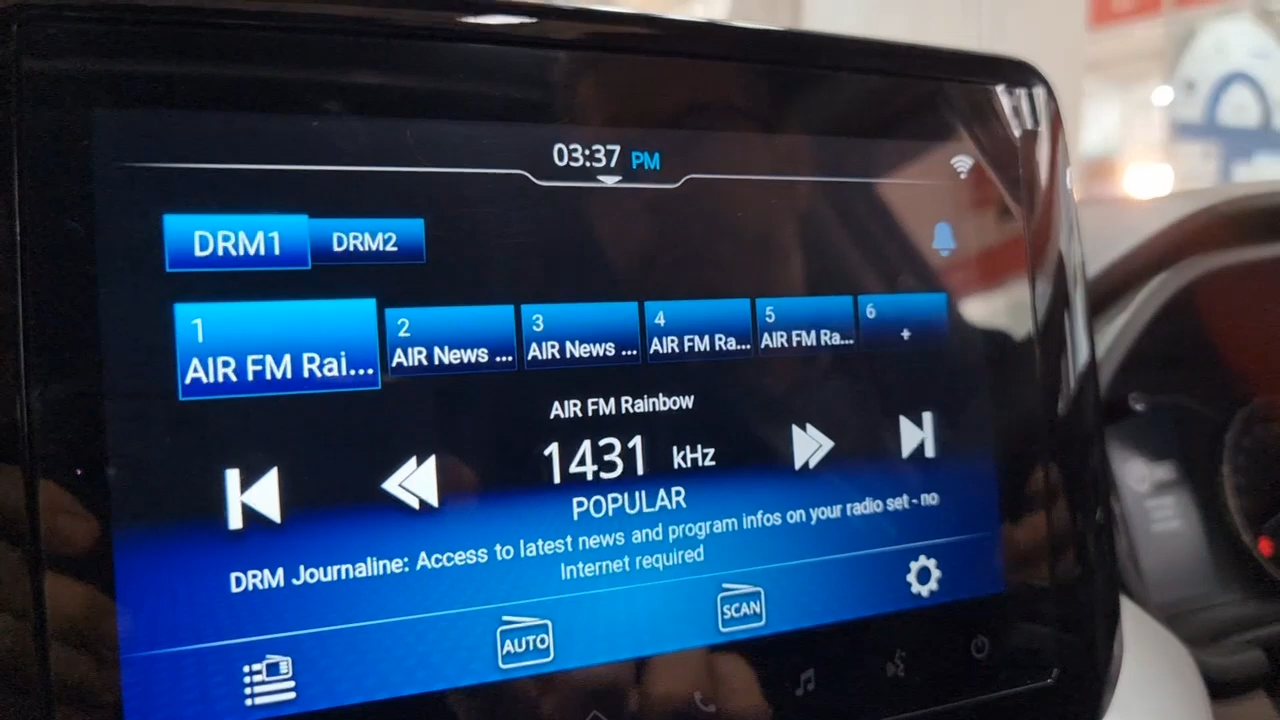 03:37 PM
DRM1 DRM2
1 2 3 4 5 6
AIR FM Rai... AIR News ... AIR News ... AIR FM Ra... AIR FM Ra... +
AIR FM Rainbow
1431 kHz
POPULAR
DRM Journaline: Access to latest news and program infos on your radio set - no
Internet required
AUTO SCAN